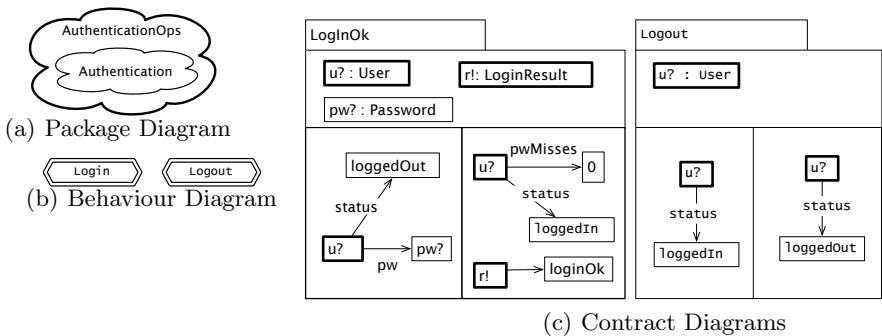 AuthenticationOps
Authentication
(a) Package Diagram
Login Logout
(b) Behaviour Diagram
LogInOk
u? : User
r!: LoginResult
pw? : Password
loggedOut
status
u?
pw
pw?
pwMisses
u?
0
status
loggedIn
r!
loginOk
Logout
u? : User
u?
status
loggedIn
u?
status
loggedOut
(c) Contract Diagrams